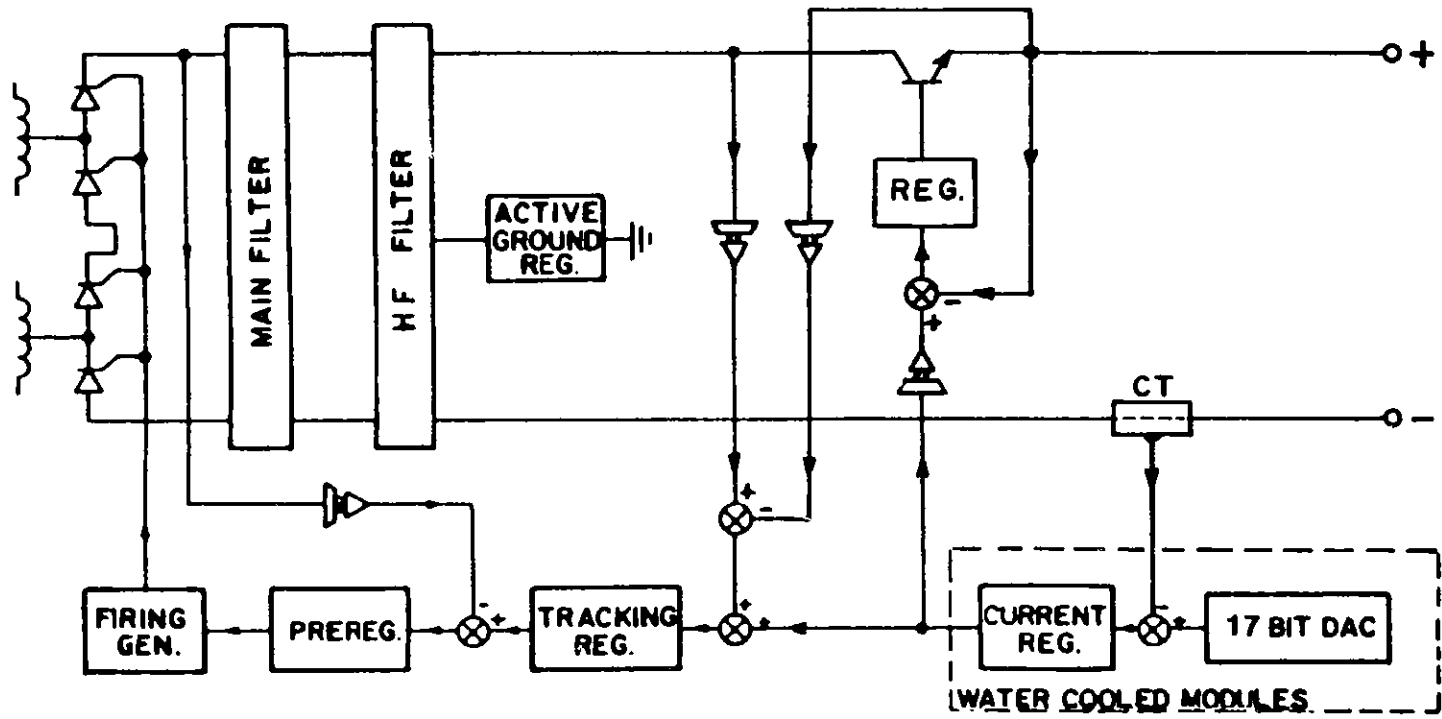 +
MAIN FILTER
HF FILTER
ACTIVE
GROUND
REG.
REG.
-
+
CT
-
+
-
-
+
FIRING
GEN.
PREREG.
TRACKING
REG.
+
+
CURRENT
REG.
-
+
17 BIT DAC
WATER COOLED MODULES